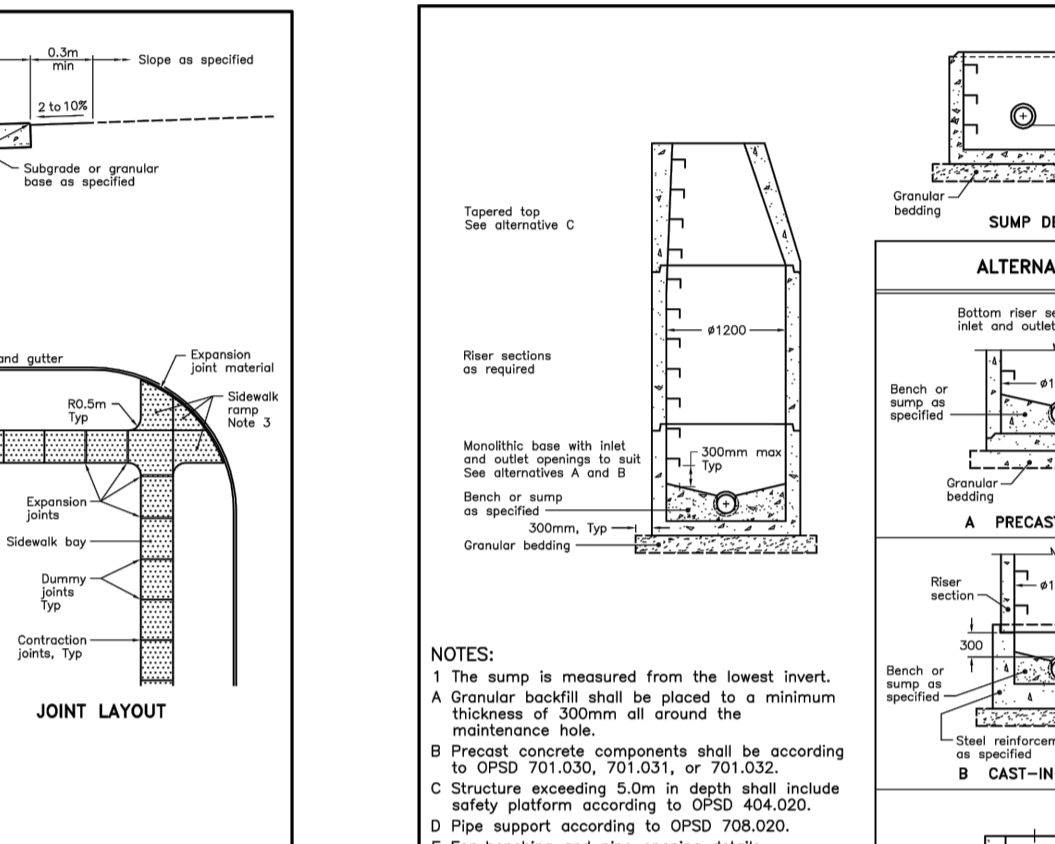 0.3m
min
Slope as specified
2 to 10%
Subgrade or granular
base as specified
and gutter
Expansion
joint material
R0.5m
Typ
Sidewalk
ramp
Note 3
Expansion
joints
Sidewalk bay
Dummy
joints
Typ
Contraction
joints, Typ
JOINT LAYOUT
Tapered top
See alternative C
ø1200
Riser sections
as required
Monolithic base with inlet
and outlet openings to suit
See alternatives A and B
300mm max
Typ
Bench or sump
as specified
300mm, Typ
Granular bedding
NOTES:
1 The sump is measured from the lowest invert.
A Granular backfill shall be placed to a minimum
thickness of 300mm all around the
maintenance hole.
B Precast concrete components shall be according
to OPSD 701.030, 701.031, or 701.032.
C Structure exceeding 5.0m in depth shall include
safety platform according to OPSD 404.020.
D Pipe support according to OPSD 708.020.
Granular
bedding
SUMP DE
ALTERNA
Bottom riser se
inlet and outlet
ø1
Bench or
sump as
specified
Granular
bedding
A PRECAST
Riser
section
ø1
300
Bench or
sump as
specified
Steel reinforcem
as specified
B CAST-IN